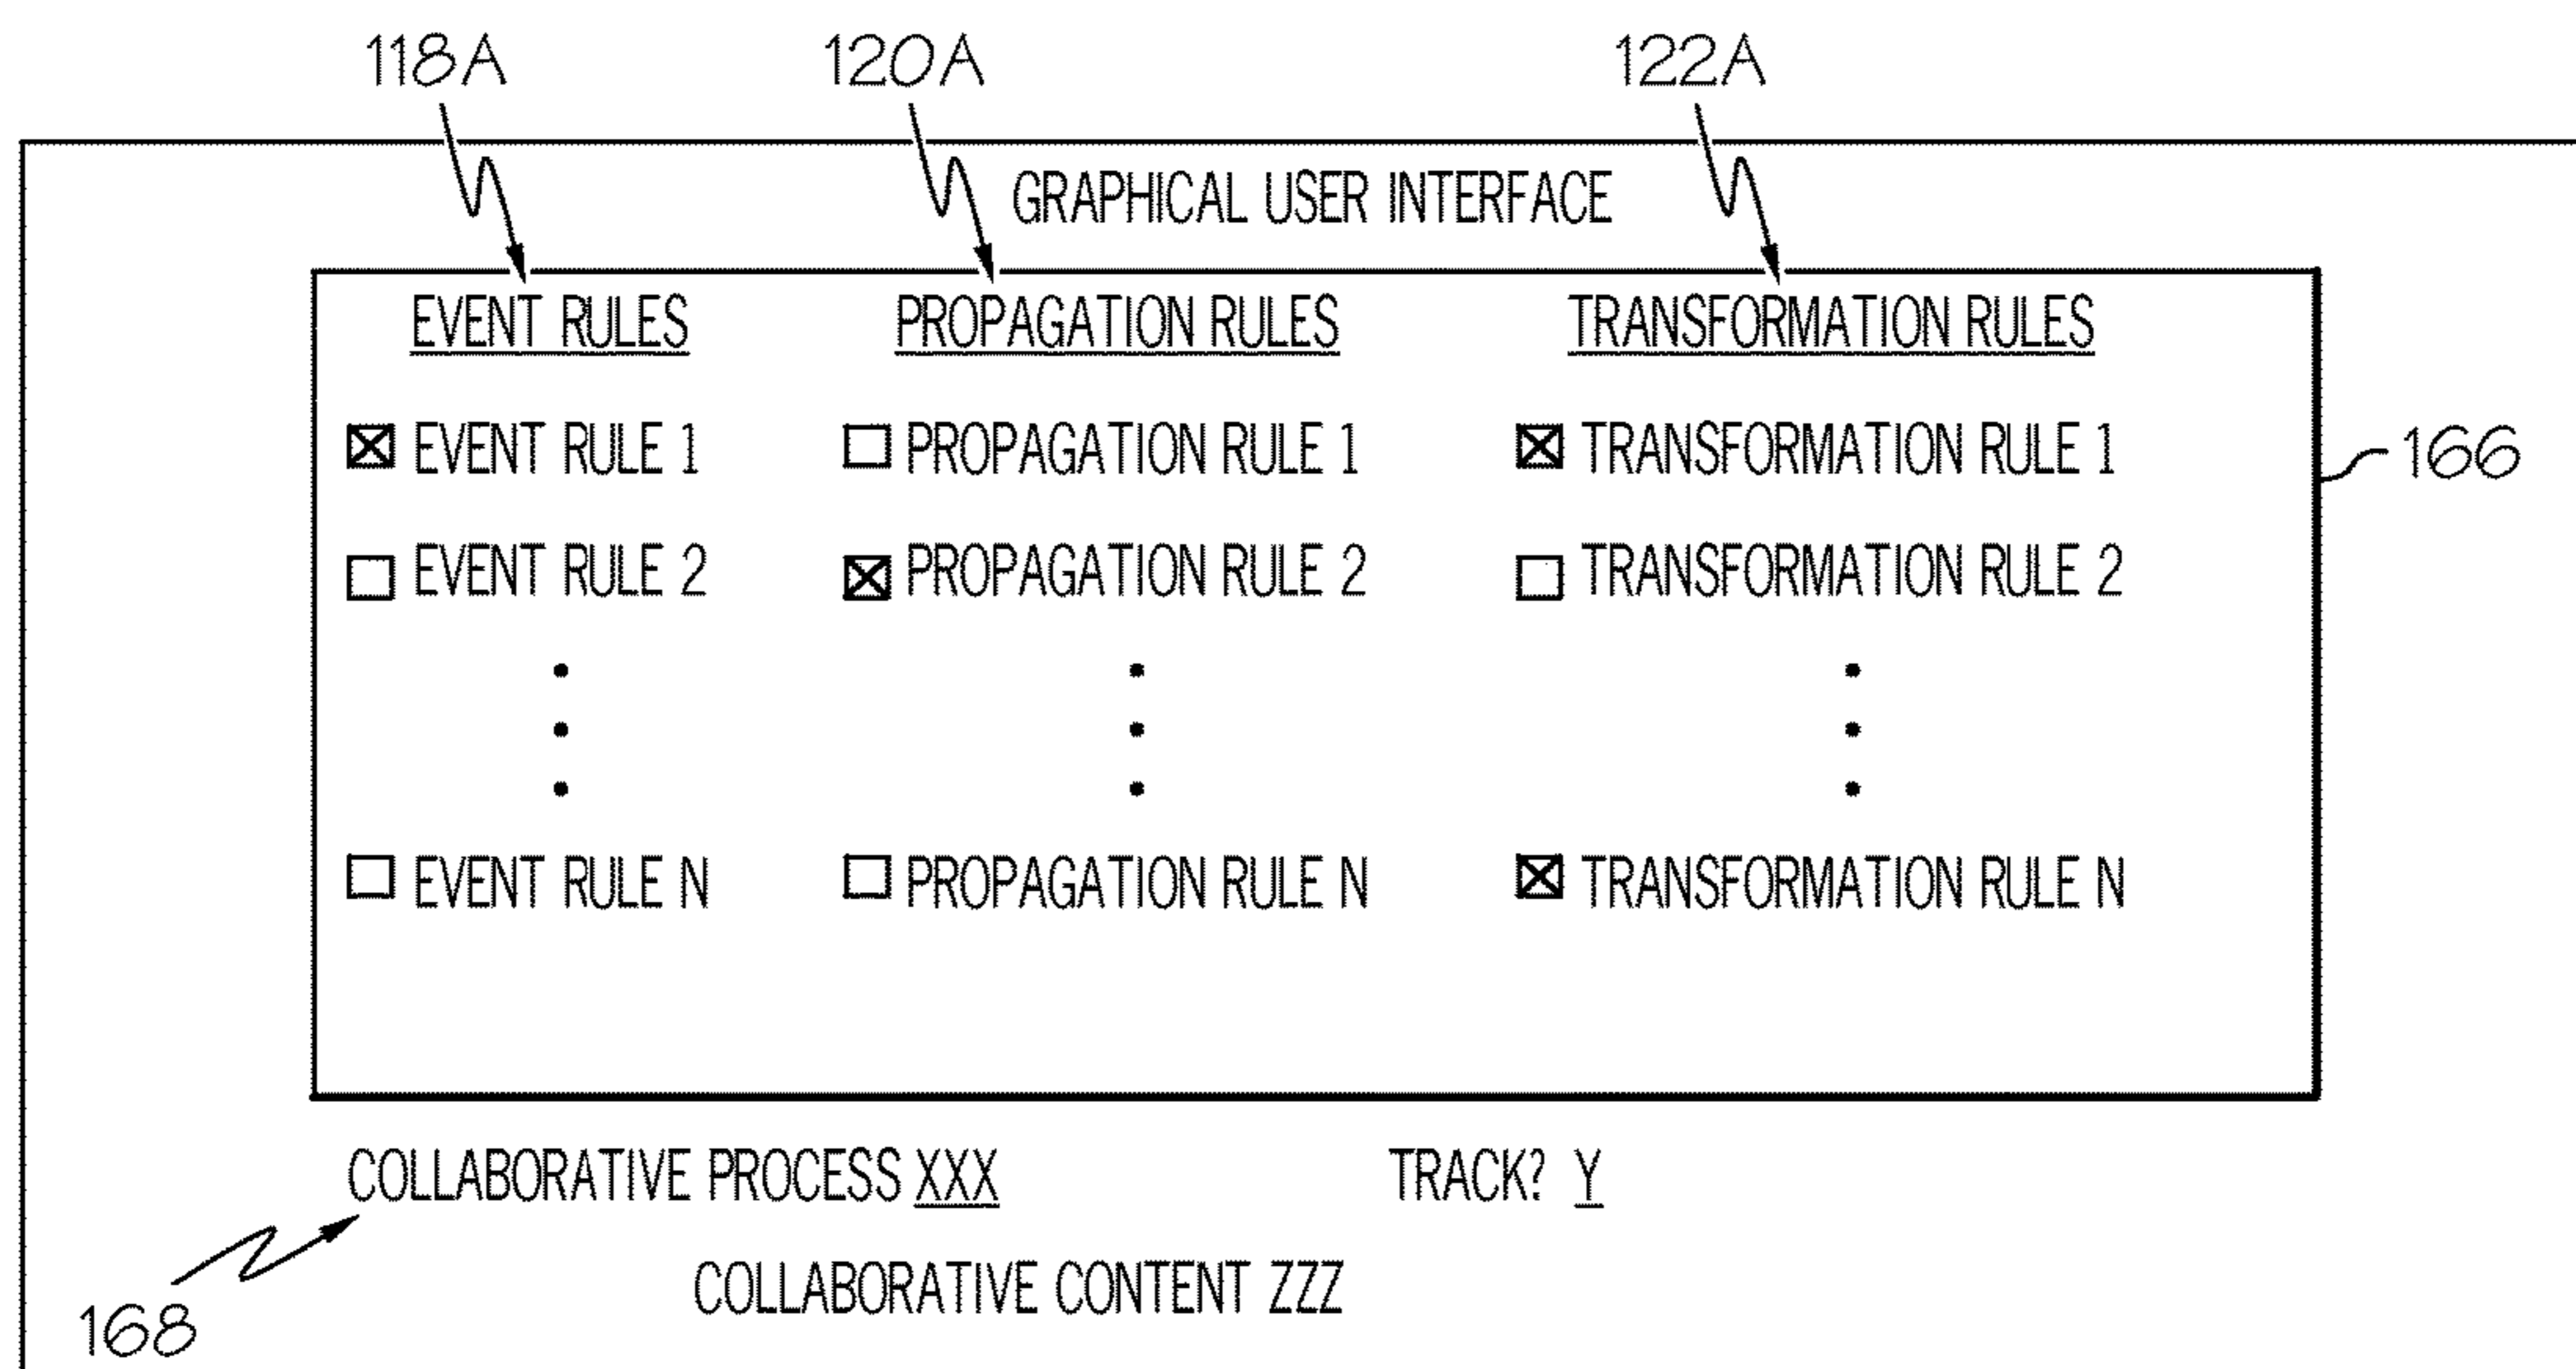 118A 120A 122A
GRAPHICAL USER INTERFACE
EVENT RULES PROPAGATION RULES TRANSFORMATION RULES
EVENT RULE 1 PROPAGATION RULE 1 TRANSFORMATION RULE 1
166
EVENT RULE 2 PROPAGATION RULE 2 TRANSFORMATION RULE 2
EVENT RULE N PROPAGATION RULE N TRANSFORMATION RULE N
COLLABORATIVE PROCESS XXX TRACK? Y
COLLABORATIVE CONTENT ZZZ
168